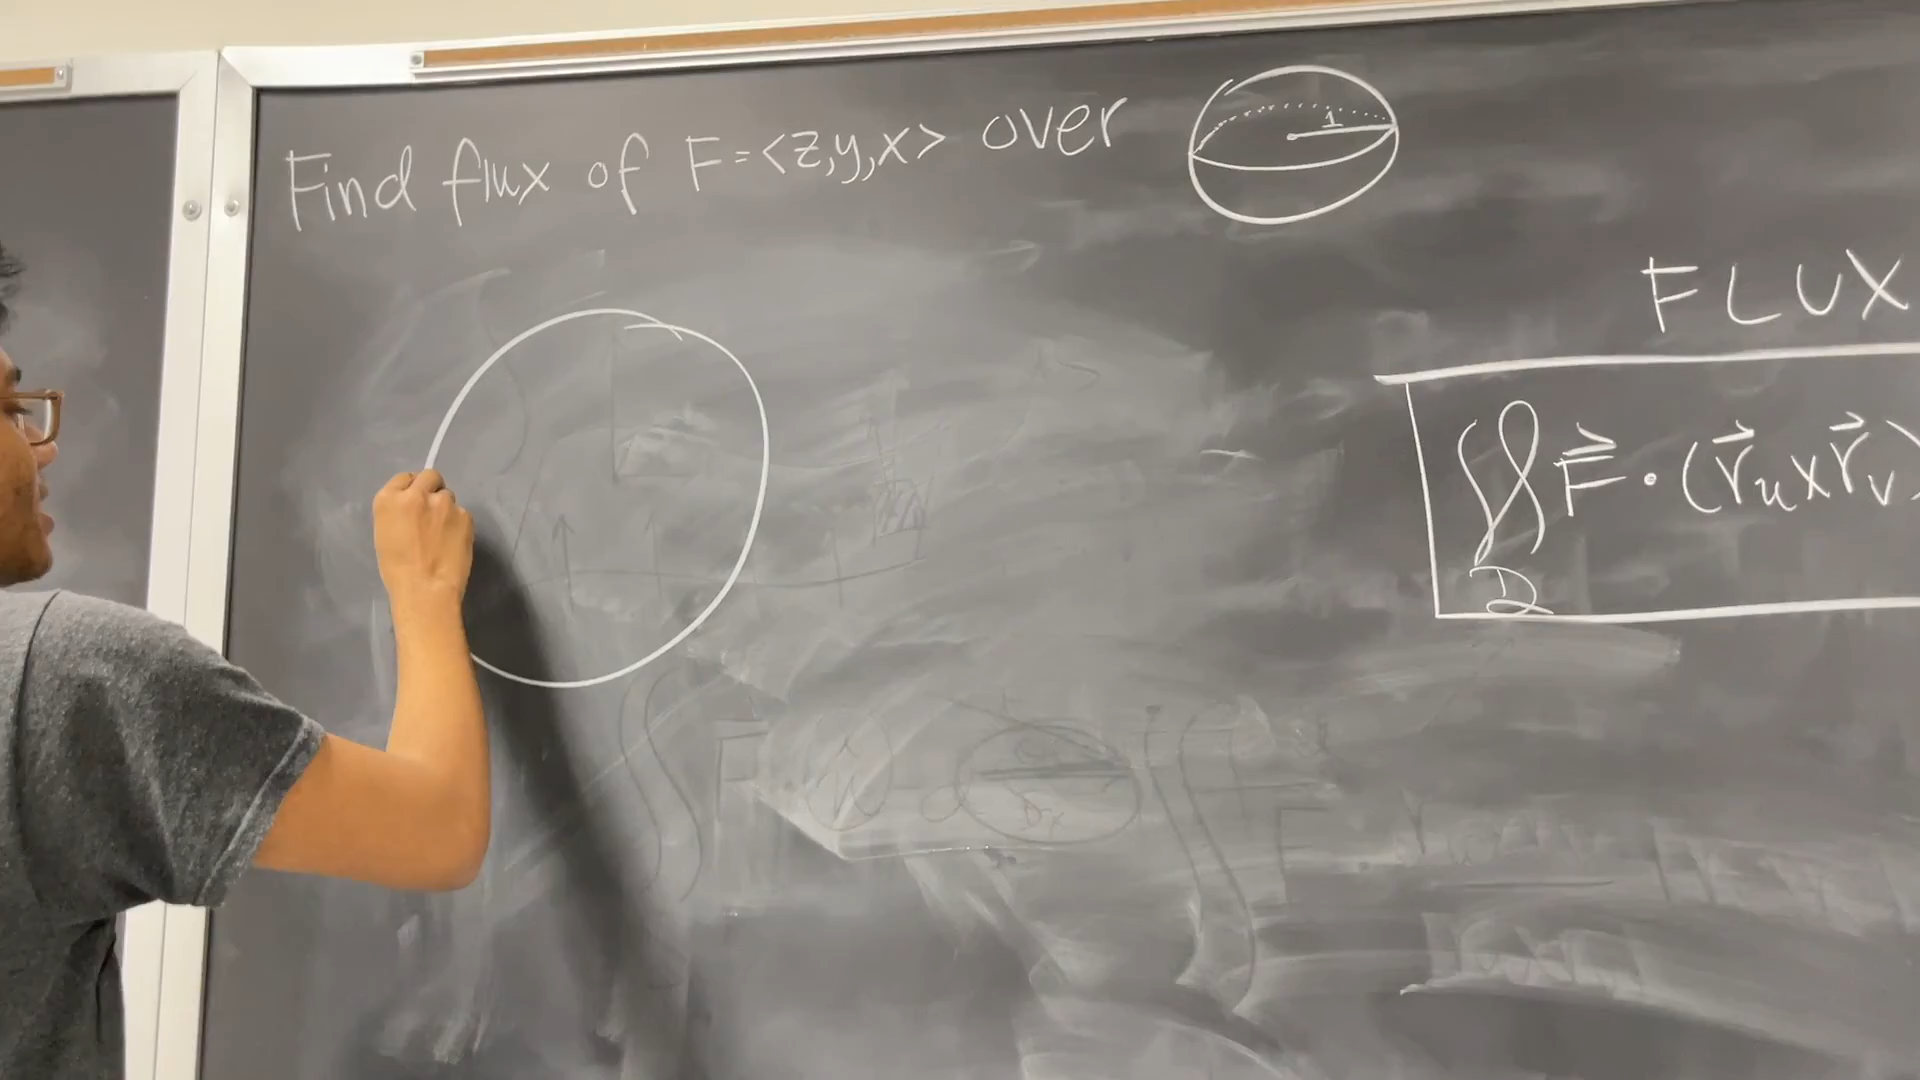 Find flux of F=<z,y,x> over
1
FLUX
∬ F⃗ · (r⃗u x r⃗v)
D